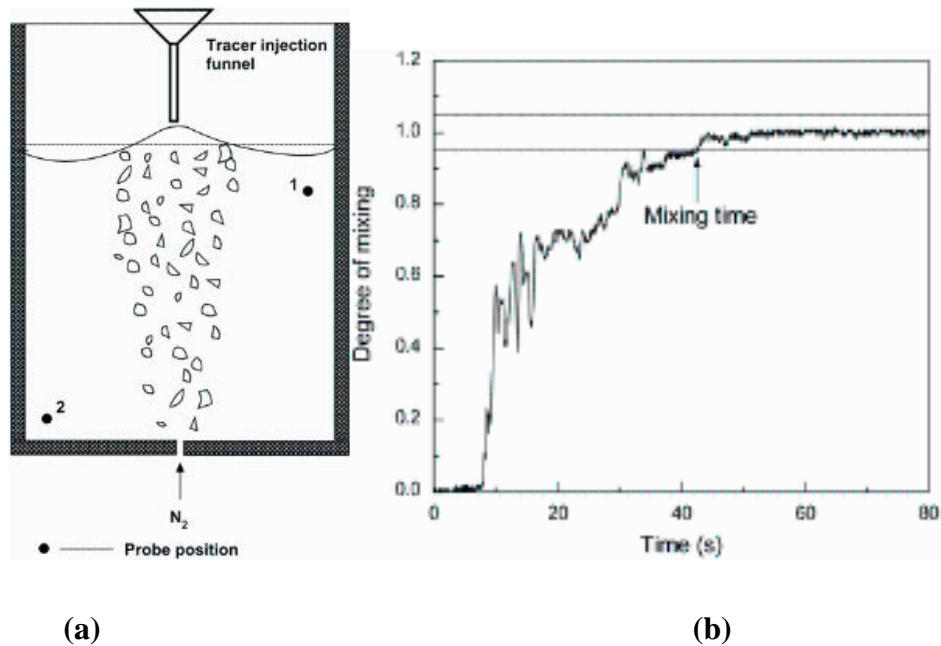 Tracer injection
funnel
1
2
N2
Probe position
(a)
1.2
1.0
0.8
0.6
0.4
0.2
0.0
Degree of mixing
Mixing time
0
20
40
60
80
Time (s)
(b)